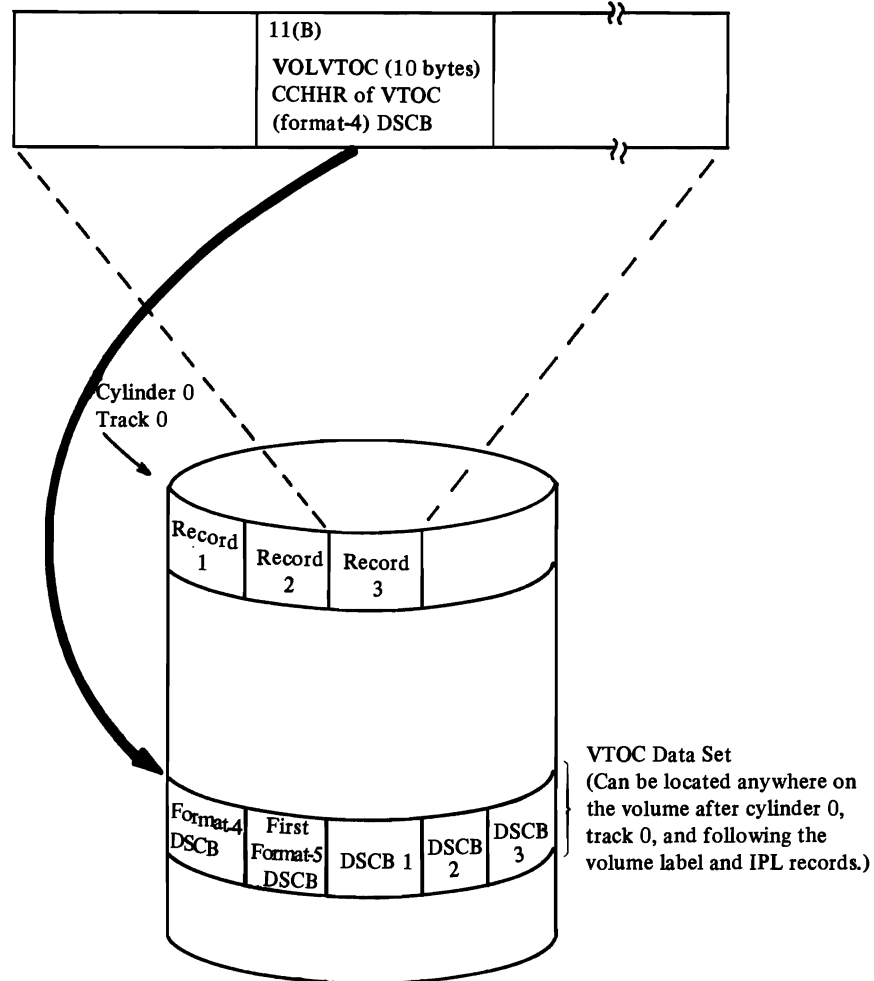 11(B)
VOLVTOC (10 bytes)
CCHHR of VTOC
(format-4) DSCB
Cylinder 0
Track 0
Record
1
Record
2
Record
3
VTOC Data Set
(Can be located anywhere on
the volume after cylinder 0,
track 0, and following the
volume label and IPL records.)
Format-4
DSCB
First
Format-5
DSCB
DSCB 1
DSCB
2
DSCB
3